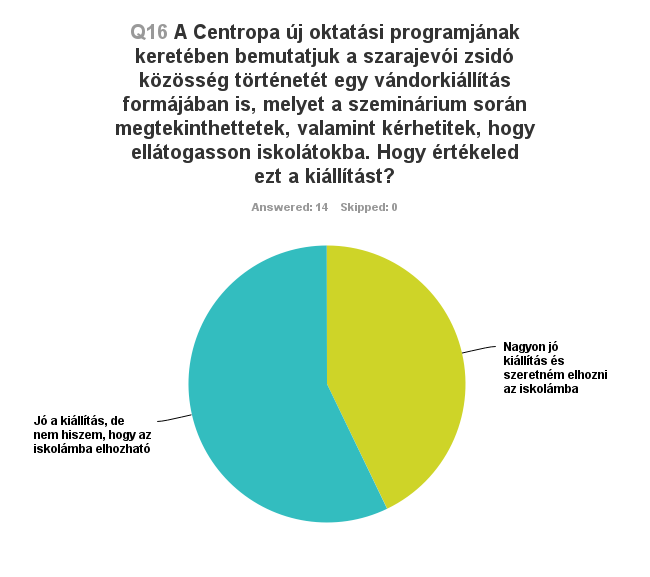 Q16 A Centropa új oktatási programjának
keretében bemutatjuk a szarajevói zsidó
közösség történetét egy vándorkiállítás
formájában is, melyet a szeminárium során
megtekinthettetek, valamint kérhetitek, hogy
ellátogasson iskolátokba. Hogy értékeled
ezt a kiállítást?
Answered: 14 Skipped: 0
Nagyon jó
kiállítás és
szeretném elhozni
az iskolámba
Jó a kiállítás, de
nem hiszem, hogy az
iskolámba elhozható